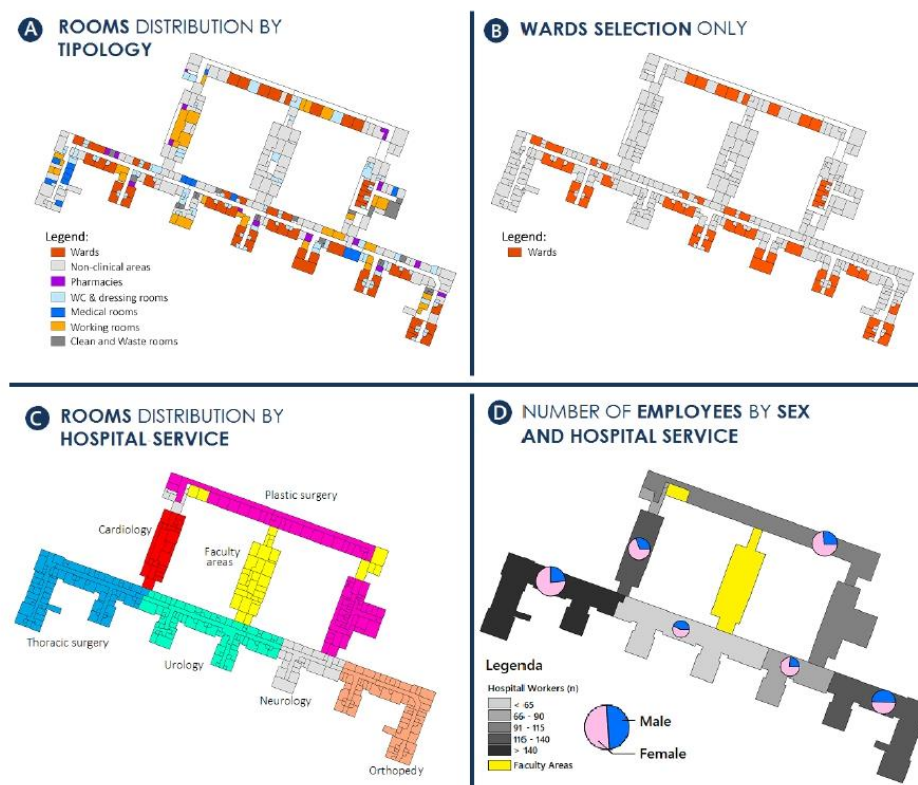 A ROOMS DISTRIBUTION BY
TIPOLOGY
Legend:
Wards
Non-clinical areas
Pharmacies
WC & dressing rooms
Medical rooms
Working rooms
Clean and Waste rooms
B WARDS SELECTION ONLY
Legend:
Wards
C ROOMS DISTRIBUTION BY
HOSPITAL SERVICE
Plastic surgery
Cardiology
Faculty
areas
Thoracic surgery
Urology
Neurology
Orthopedy
D NUMBER OF EMPLOYEES BY SEX
AND HOSPITAL SERVICE
Legenda
Hospital Workers (n)
< 65
66 - 90
91 - 115
115 - 140
> 140
Faculty Areas
Male
Female